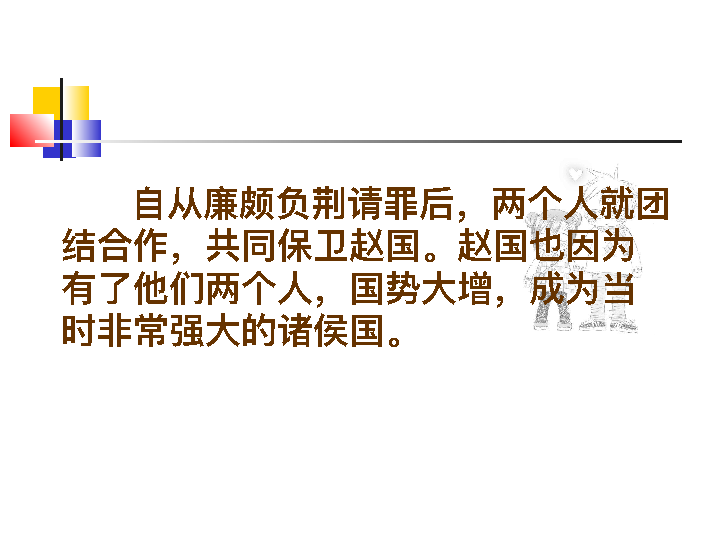 自从廉颇负荆请罪后，两个人就团
结合作，共同保卫赵国。赵国也因为
有了他们两个人，国势大增，成为当
时非常强大的诸侯国。